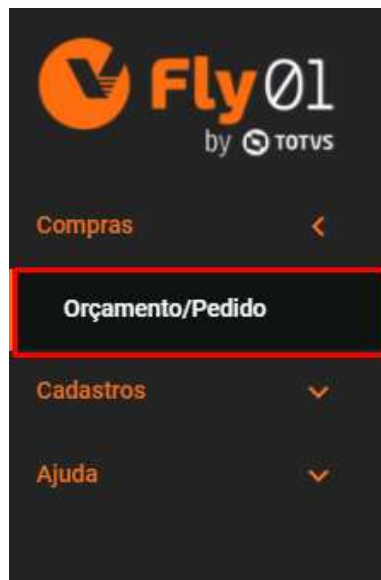 Fly01
by TOTVS
Compras
Orçamento/Pedido
Cadastros
Ajuda